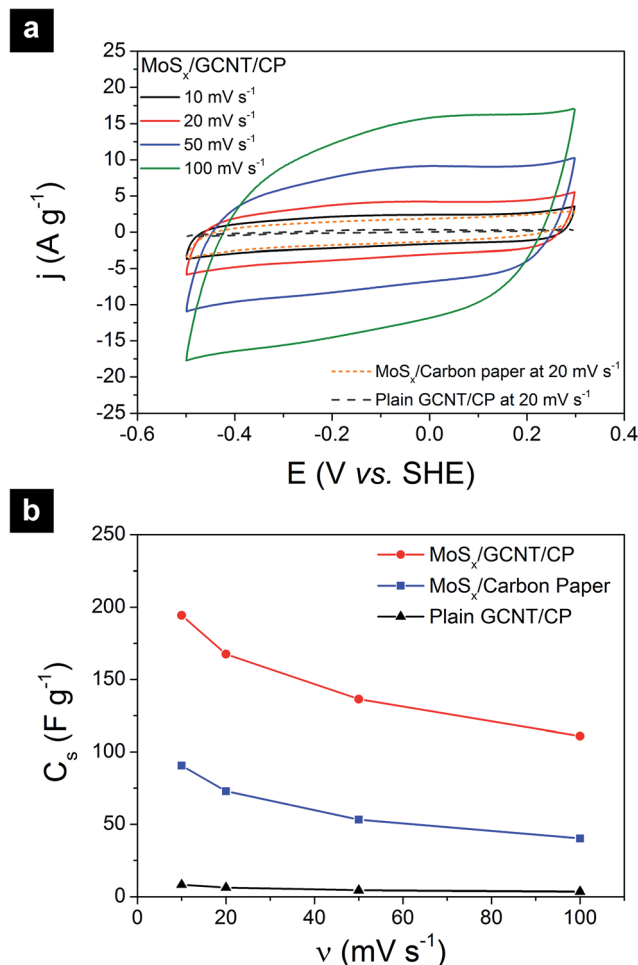 a
MoSₓ/GCNT/CP
10 mV s⁻¹
20 mV s⁻¹
50 mV s⁻¹
100 mV s⁻¹
25
20
15
10
5
0
-5
-10
-15
-20
-25
j (A g⁻¹)
MoSₓ/Carbon paper at 20 mV s⁻¹
Plain GCNT/CP at 20 mV s⁻¹
-0.6 -0.4 -0.2 0.0 0.2 0.4
E (V vs. SHE)
b
MoSₓ/GCNT/CP
MoSₓ/Carbon Paper
Plain GCNT/CP
250
200
150
100
50
0
Cₛ (F g⁻¹)
0 20 40 60 80 100
ν (mV s⁻¹)